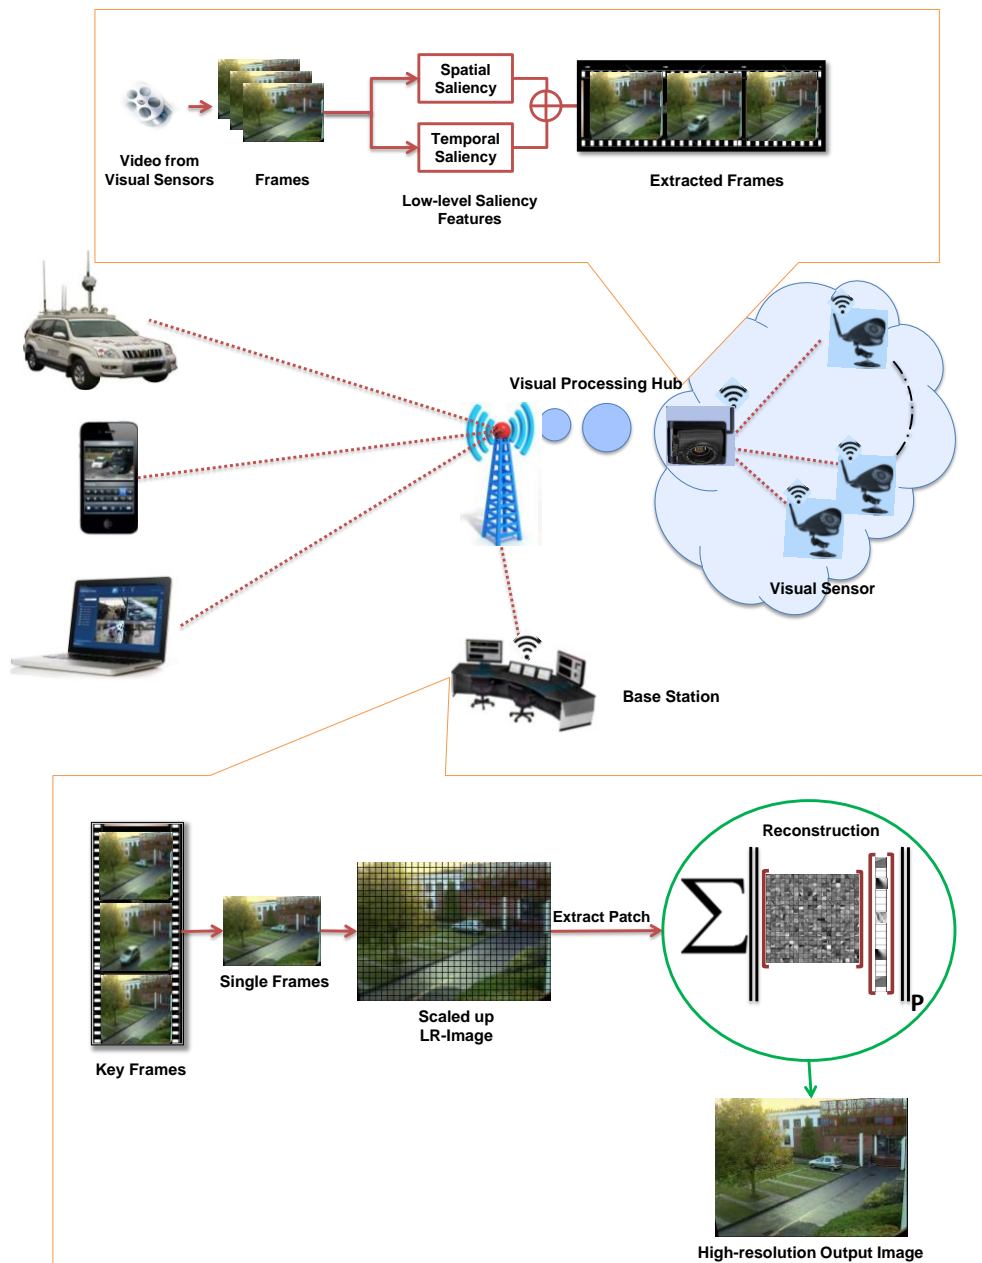 Spatial
Saliency
Temporal
Saliency
Video from
Visual Sensors
Frames
Low-level Saliency
Features
Extracted Frames
Visual Processing Hub
Visual Sensor
Base Station
Reconstruction
Extract Patch
Σ
P
Single Frames
Scaled up
LR-Image
Key Frames
High-resolution Output Image